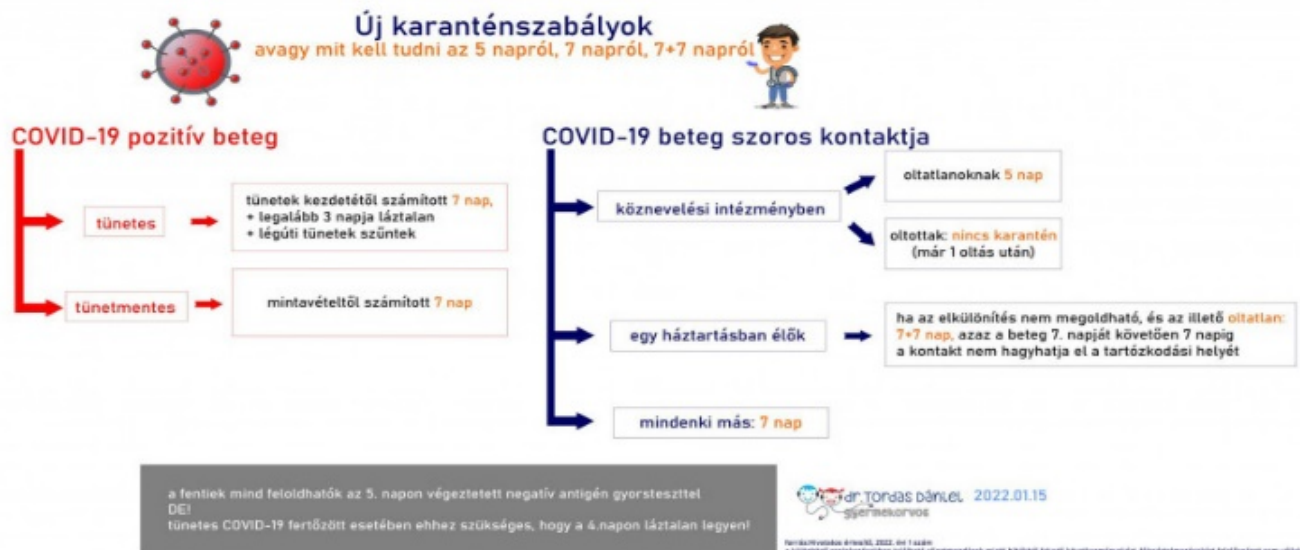 Új karanténszabályok
avagy mit kell tudni az 5 napról, 7 napról, 7+7 napról
COVID-19 pozitív beteg
tünetes
tünetek kezdetétől számított 7 nap,
+ legalább 3 napja láztalan
+ légúti tünetek szűntek
tünetmentes
mintavételtől számított 7 nap
COVID-19 beteg szoros kontaktja
köznevelési intézményben
oltatlanoknak 5 nap
oltottak: nincs karantén
(már 1 oltás után)
egy háztartásban élők
ha az elkülönítés nem megoldható, és az illető oltatlan:
7+7 nap, azaz a beteg 7. napját követően 7 napig
a kontakt nem hagyhatja el a tartózkodási helyét
mindenki más: 7 nap
a fentiek mind feloldhatók az 5. napon végeztetett negatív antigén gyorsteszttel
DE!
tünetes COVID-19 fertőzött esetében ehhez szükséges, hogy a 4.napon láztalan legyen!
dr. Tordas Dániel 2022.01.15
gyermekorvos